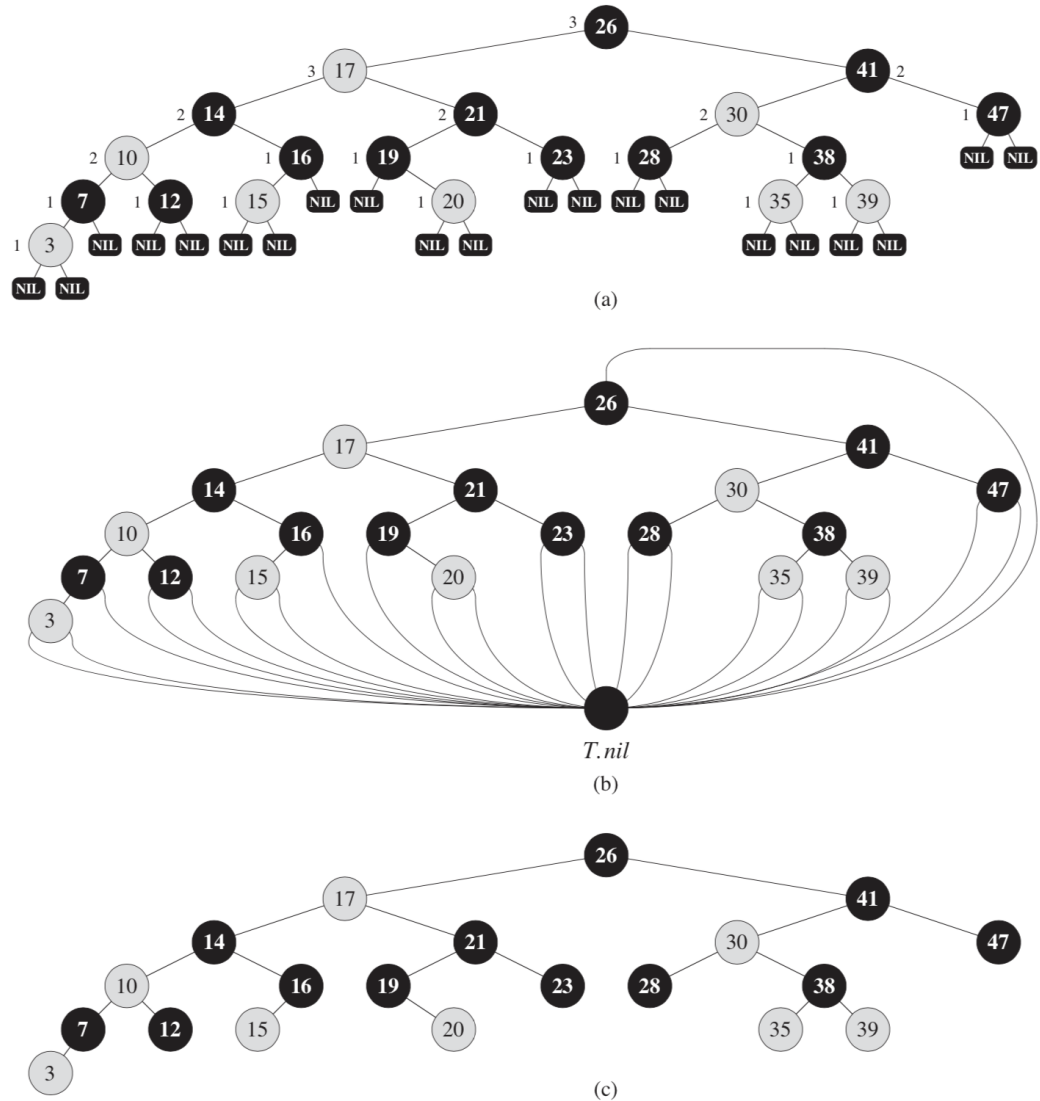 3 26
3 17 41 2
2 14 2 21 2 30 1 47
2 10 1 16 1 19 1 23 1 28 1 38 NIL NIL
1 7 1 12 1 15 NIL NIL 1 20 NIL NIL NIL NIL 1 35 1 39
1 3 NIL NIL NIL NIL NIL NIL NIL NIL NIL NIL NIL
NIL NIL
(a)
26
17 41
14 21 30 47
10 16 19 23 28 38
7 12 15 20 35 39
3
T.nil
(b)
26
17 41
14 21 30 47
10 16 19 23 28 38
7 12 15 20 35 39
3
(c)